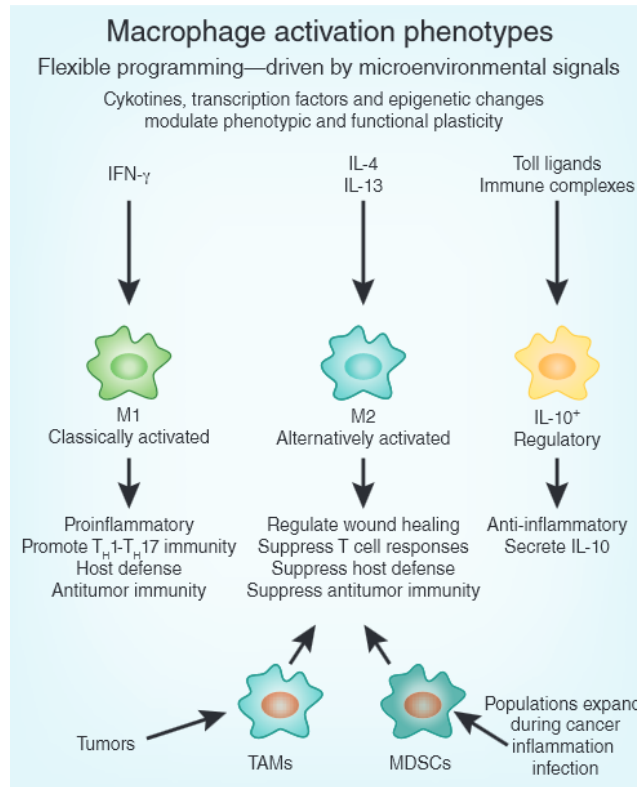 Macrophage activation phenotypes
Flexible programming—driven by microenvironmental signals
Cykotines, transcription factors and epigenetic changes
modulate phenotypic and functional plasticity
IFN-γ
IL-4
IL-13
Toll ligands
Immune complexes
M1
Classically activated
M2
Alternatively activated
IL-10⁺
Regulatory
Proinflammatory
Promote T_H1-T_H17 immunity
Host defense
Antitumor immunity
Regulate wound healing
Suppress T cell responses
Suppress host defense
Suppress antitumor immunity
Anti-inflammatory
Secrete IL-10
Tumors
TAMs
MDSCs
Populations expand
during cancer
inflammation
infection